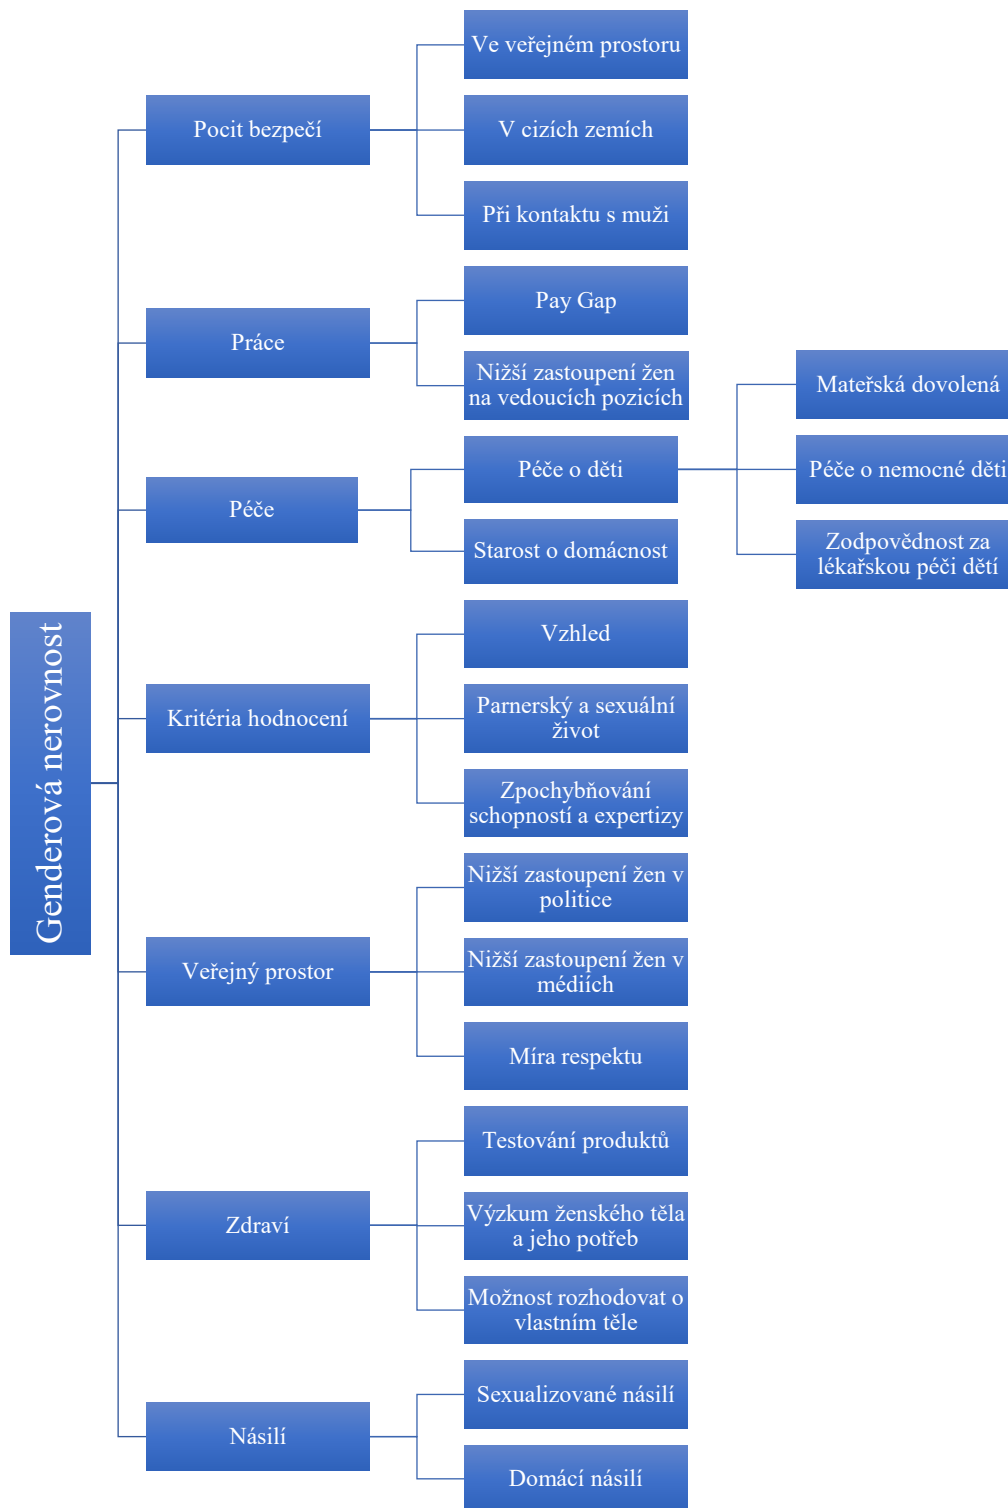 Genderová nerovnost
Pocit bezpečí
Ve veřejném prostoru
V cizích zemích
Při kontaktu s muži
Práce
Pay Gap
Nižší zastoupení žen
na vedoucích pozicích
Péče
Péče o děti
Mateřská dovolená
Péče o nemocné děti
Zodpovědnost za
lékařskou péči dětí
Starost o domácnost
Kritéria hodnocení
Vzhled
Parnerský a sexuální
život
Zpochybňování
schopností a expertizy
Veřejný prostor
Nižší zastoupení žen v
politice
Nižší zastoupení žen v
médiích
Míra respektu
Zdraví
Testování produktů
Výzkum ženského těla
a jeho potřeb
Možnost rozhodovat o
vlastním těle
Násilí
Sexualizované násilí
Domácí násilí